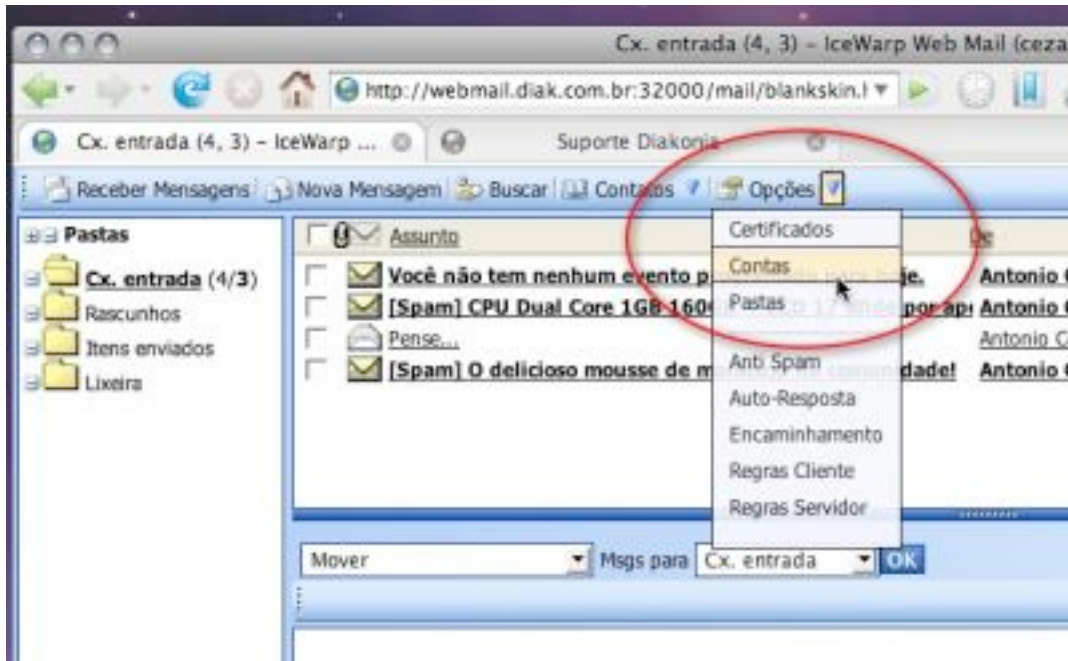 Cx. entrada (4, 3) – IceWarp Web Mail (ceza
http://webmail.diak.com.br:32000/mail/blankskin.l
Cx. entrada (4, 3) – IceWarp ... Suporte Diakonia
Receber Mensagens Nova Mensagem Buscar Contatos Opções
Pastas
Cx. entrada (4/3)
Rascunhos
Itens enviados
Lixeira
Assunto De
Você não tem nenhum evento p para hoje. Antonio C
[Spam] CPU Dual Core 1GB 160G por ap Antonio C
Pense... Antonio C
[Spam] O delicioso mousse de dade! Antonio C
Certificados
Contas
Pastas
Anti Spam
Auto-Resposta
Encaminhamento
Regras Cliente
Regras Servidor
Mover Msgs para Cx. entrada OK